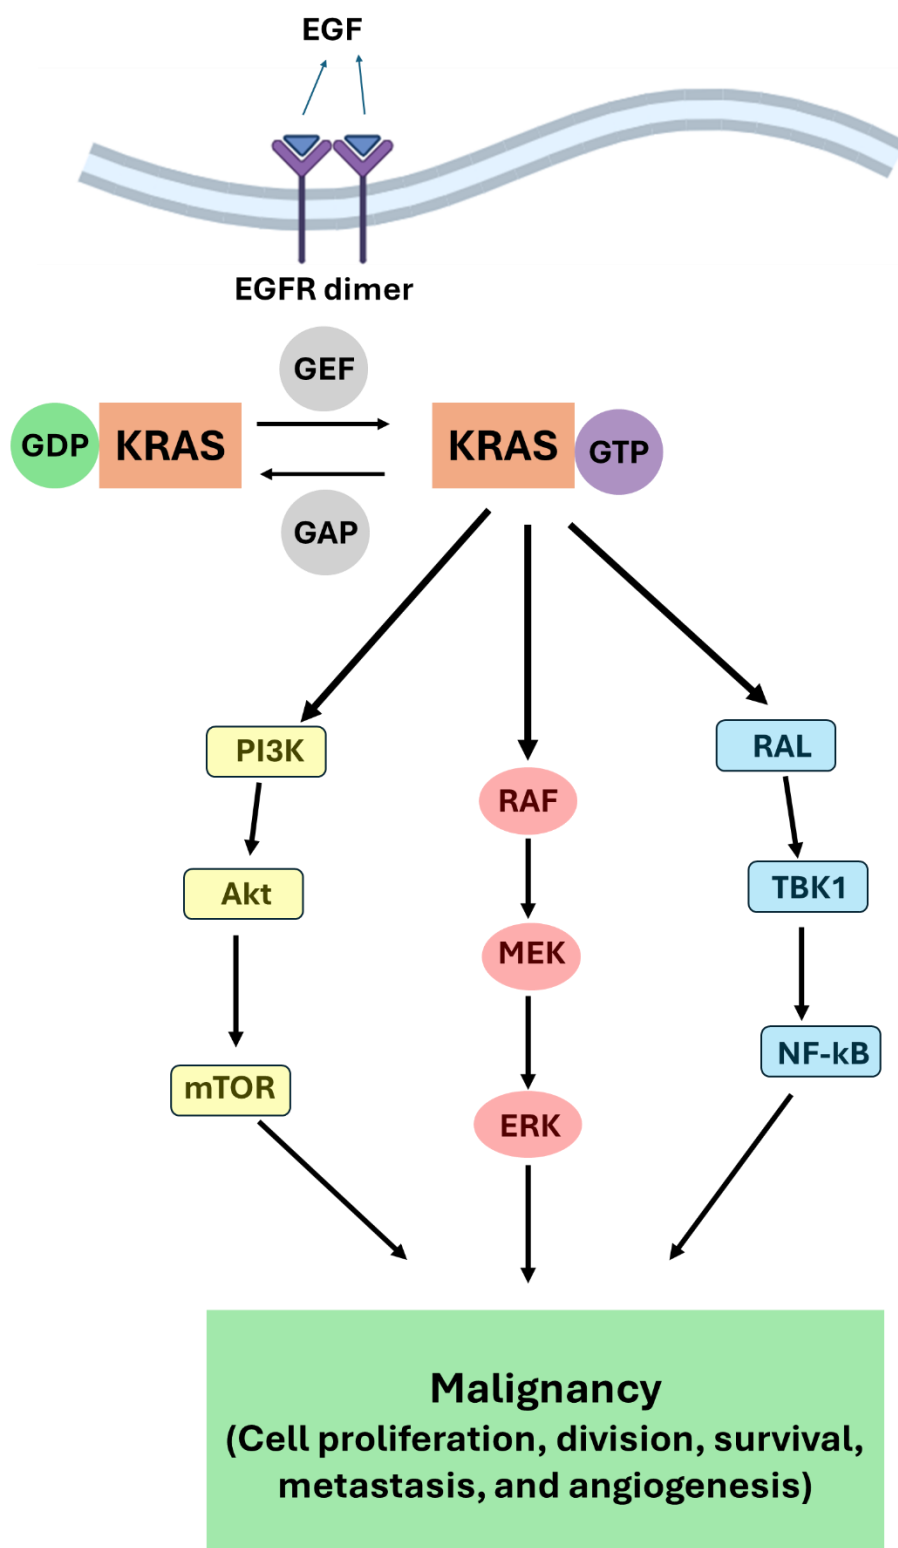 EGF
EGFR dimer
GEF
GDP
KRAS
KRAS
GTP
GAP
PI3K
RAL
RAF
Akt
TBK1
MEK
mTOR
NF-kB
ERK
Malignancy
(Cell proliferation, division, survival,
metastasis, and angiogenesis)